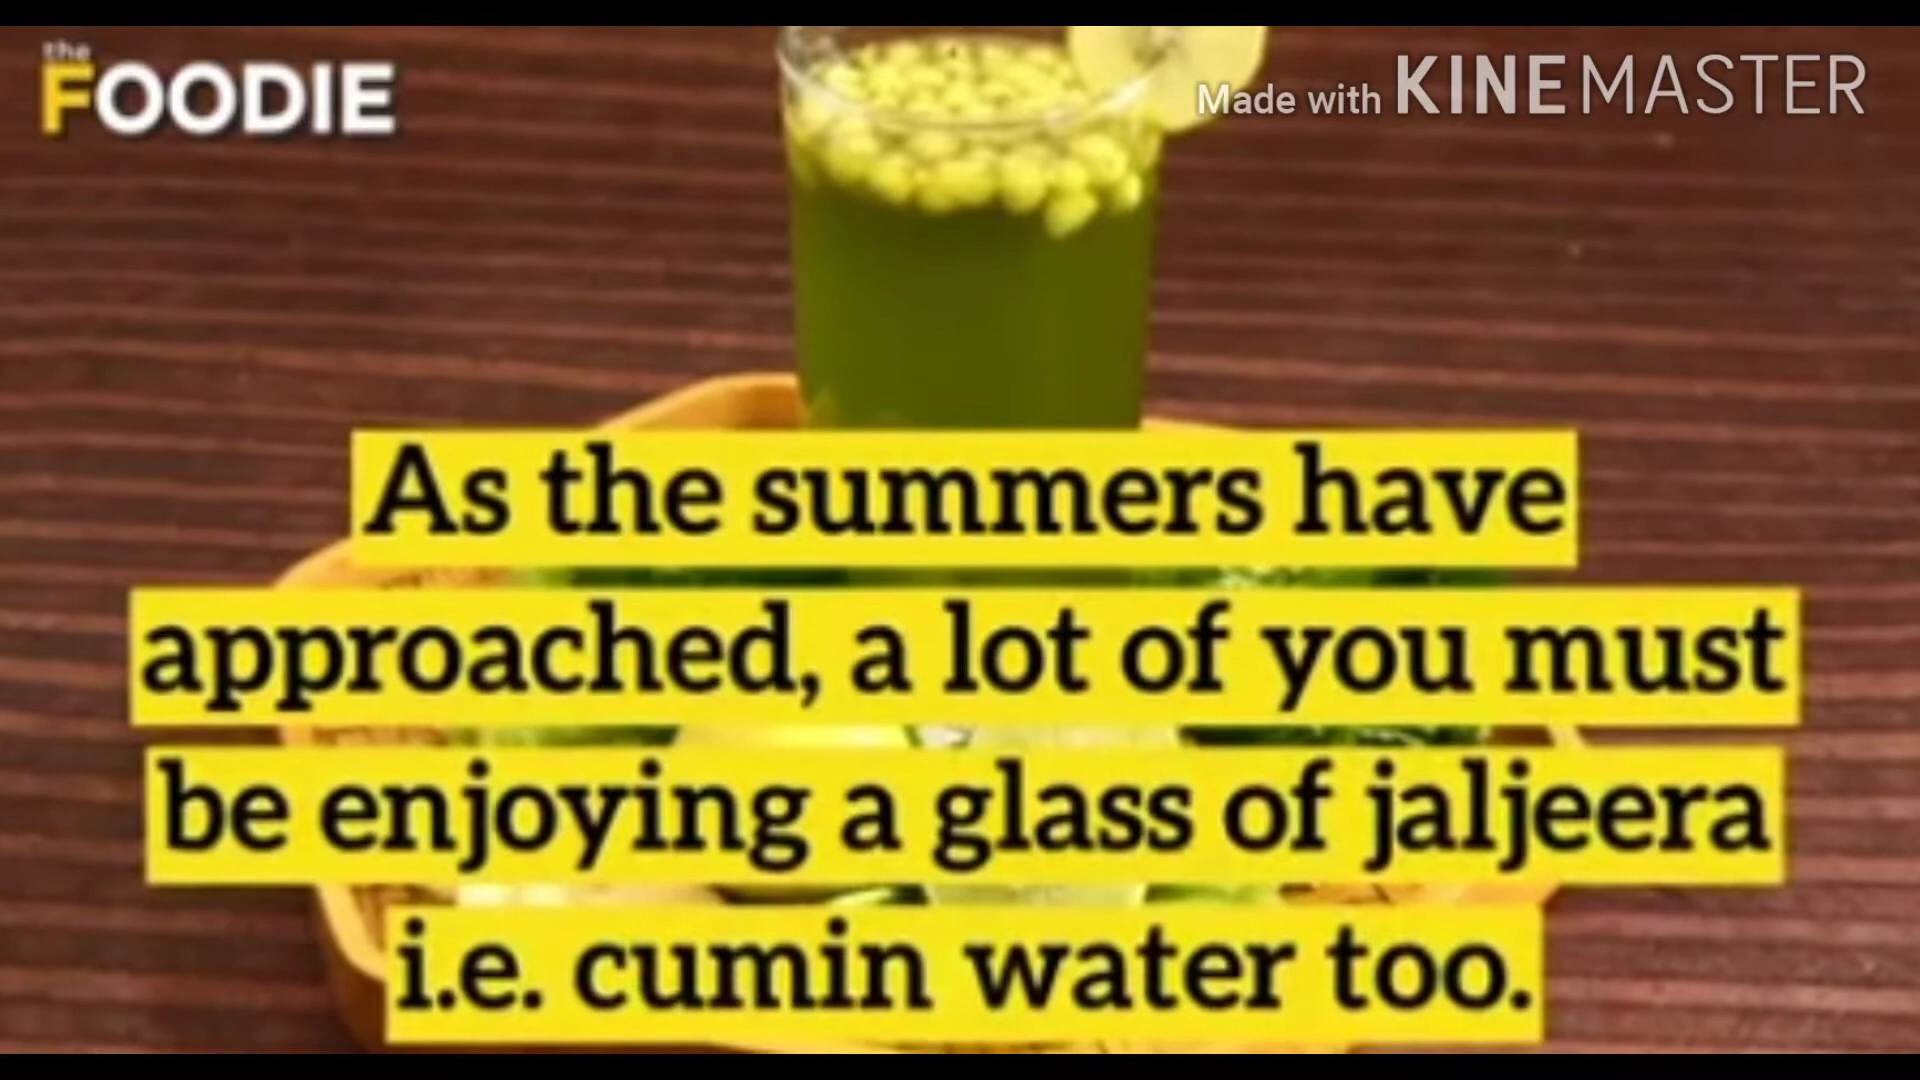 the
FOODIE
Made with KINEMASTER
As the summers have
approached, a lot of you must
be enjoying a glass of jaljeera
i.e. cumin water too.